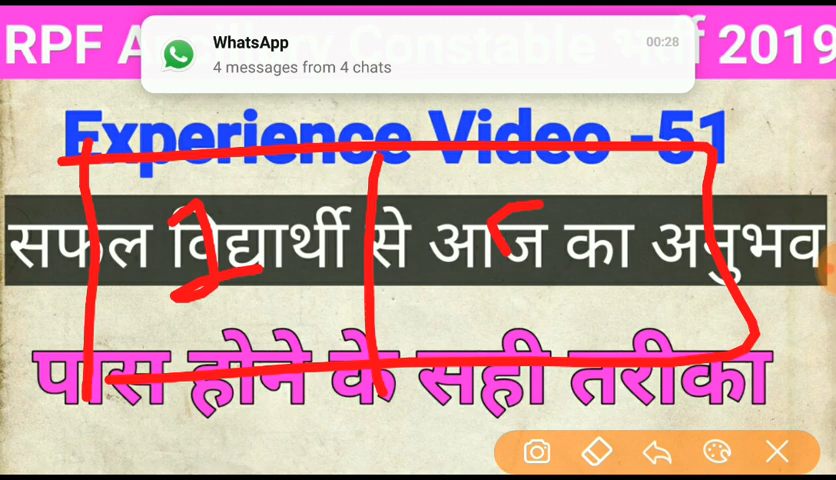 RPF Constable भर्ती 2019
WhatsApp
00:28
4 messages from 4 chats
Experience Video -51
सफल विद्यार्थी से आज का अनुभव
पास होने के सही तरीका